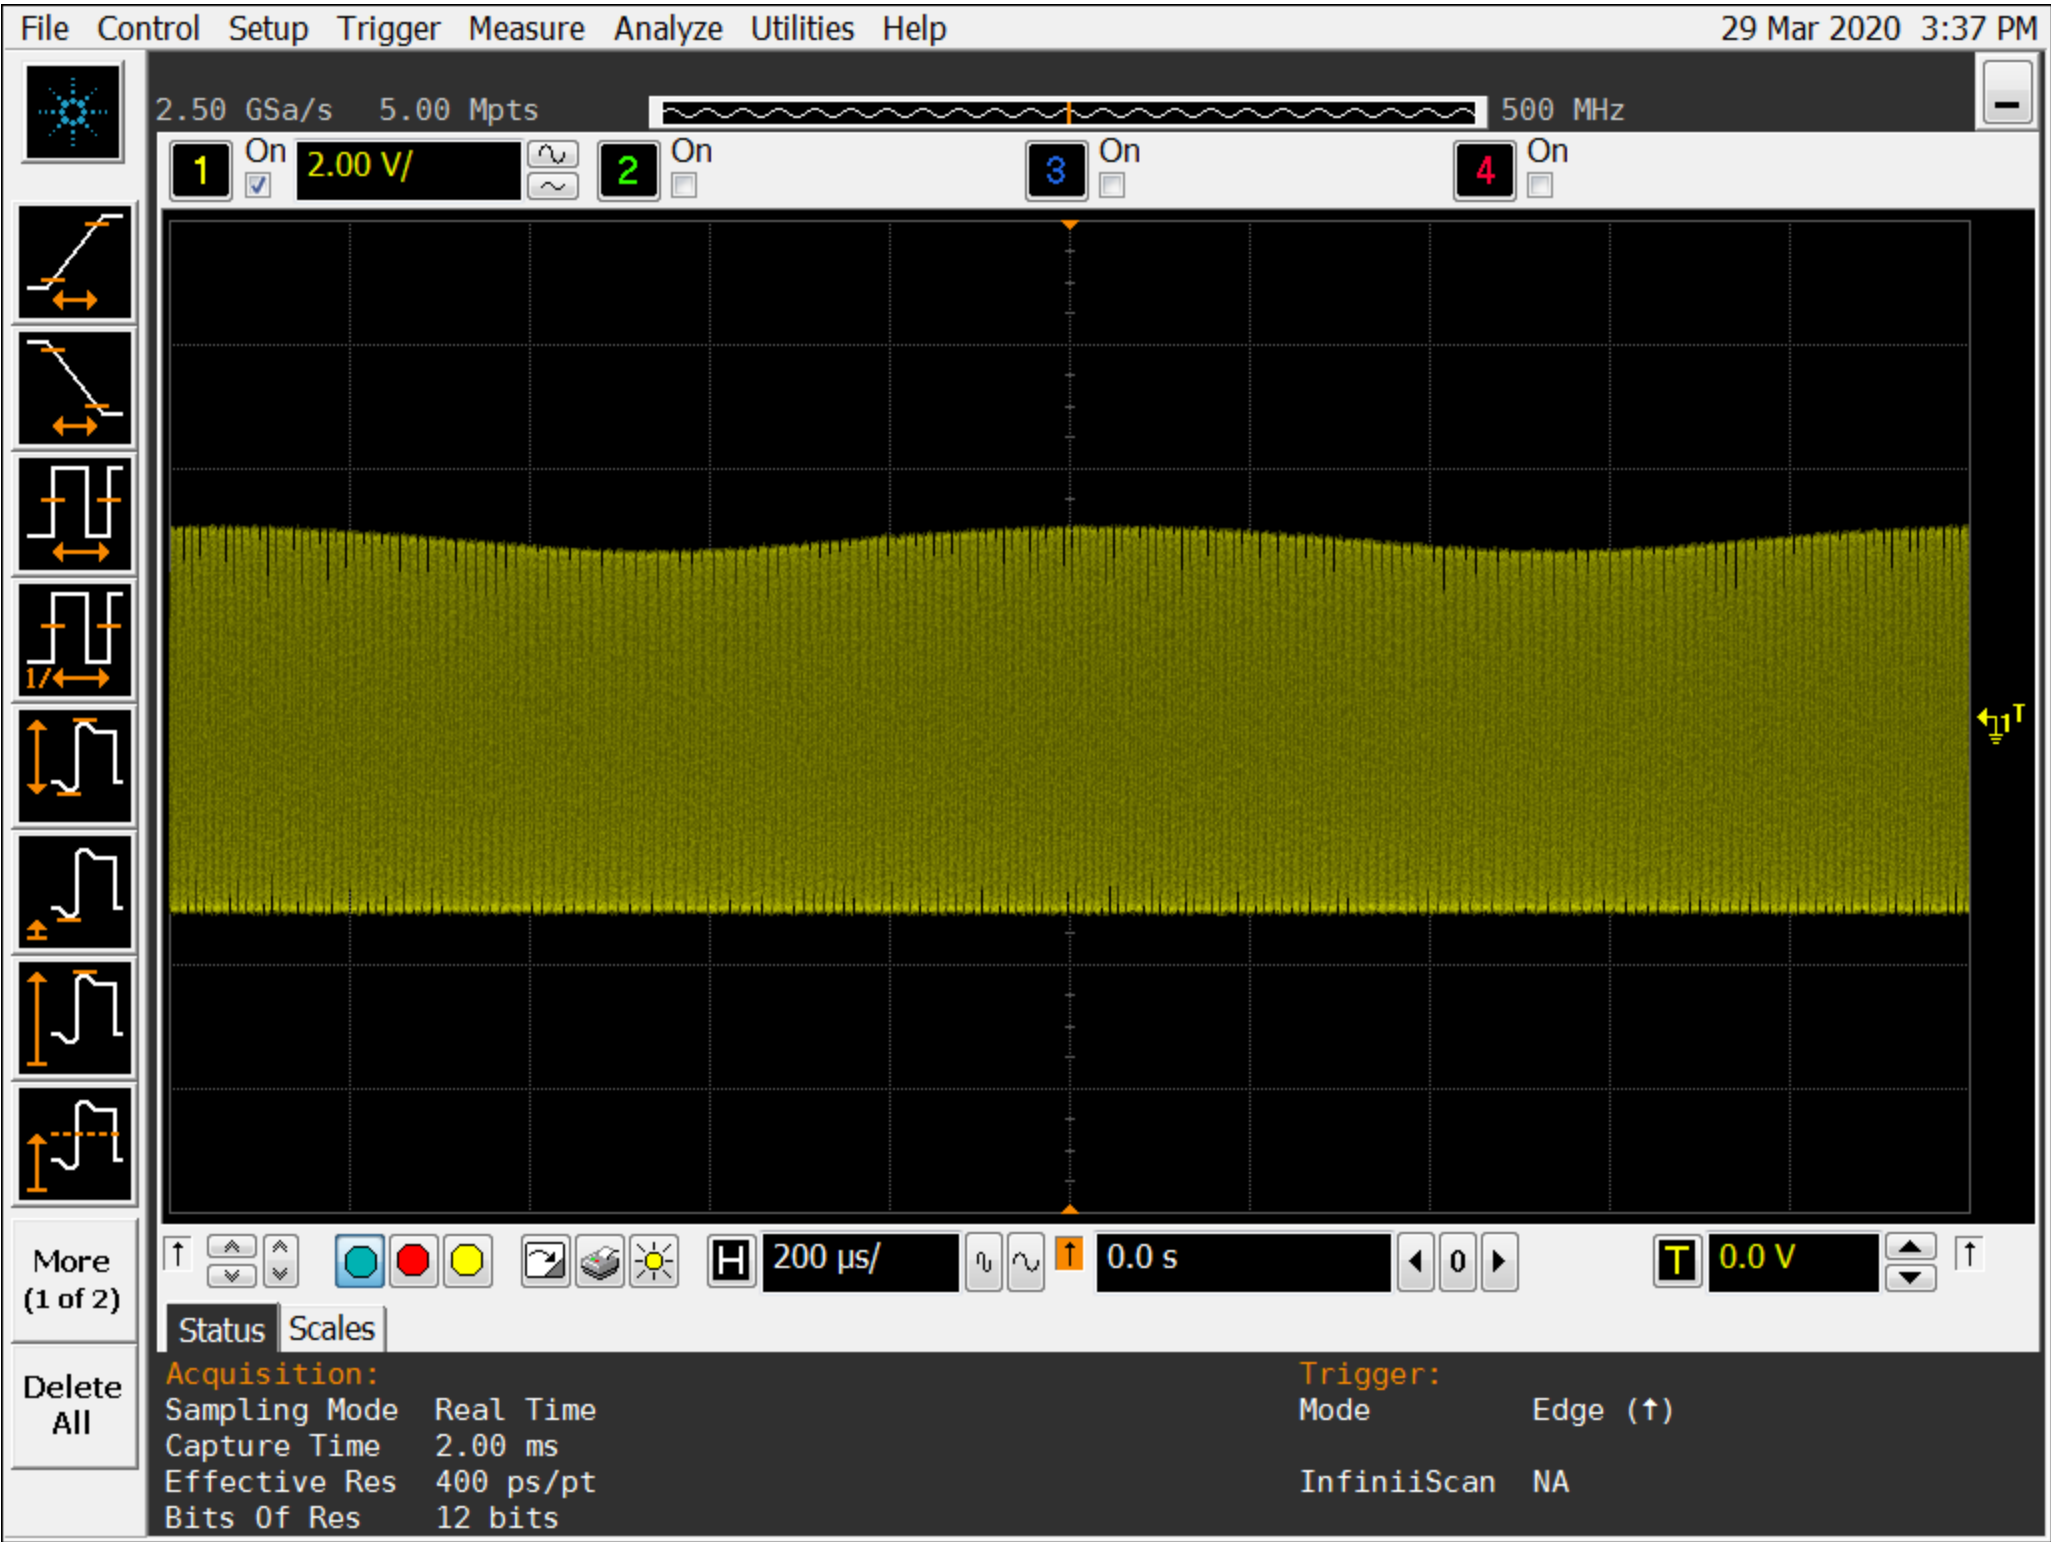 File Control Setup Trigger Measure Analyze Utilities Help 29 Mar 2020 3:37 PM
2.50 GSa/s 5.00 Mpts 500 MHz
1 On 2.00 V/ 2 On 3 On 4 On
1/
1 T
More
(1 of 2)
H 200 µs/ 0.0 s 0 T 0.0 V
Status Scales
Delete
All
Acquisition: Trigger:
Sampling Mode Real Time Mode Edge (↑)
Capture Time 2.00 ms
Effective Res 400 ps/pt InfiniiScan NA
Bits Of Res 12 bits